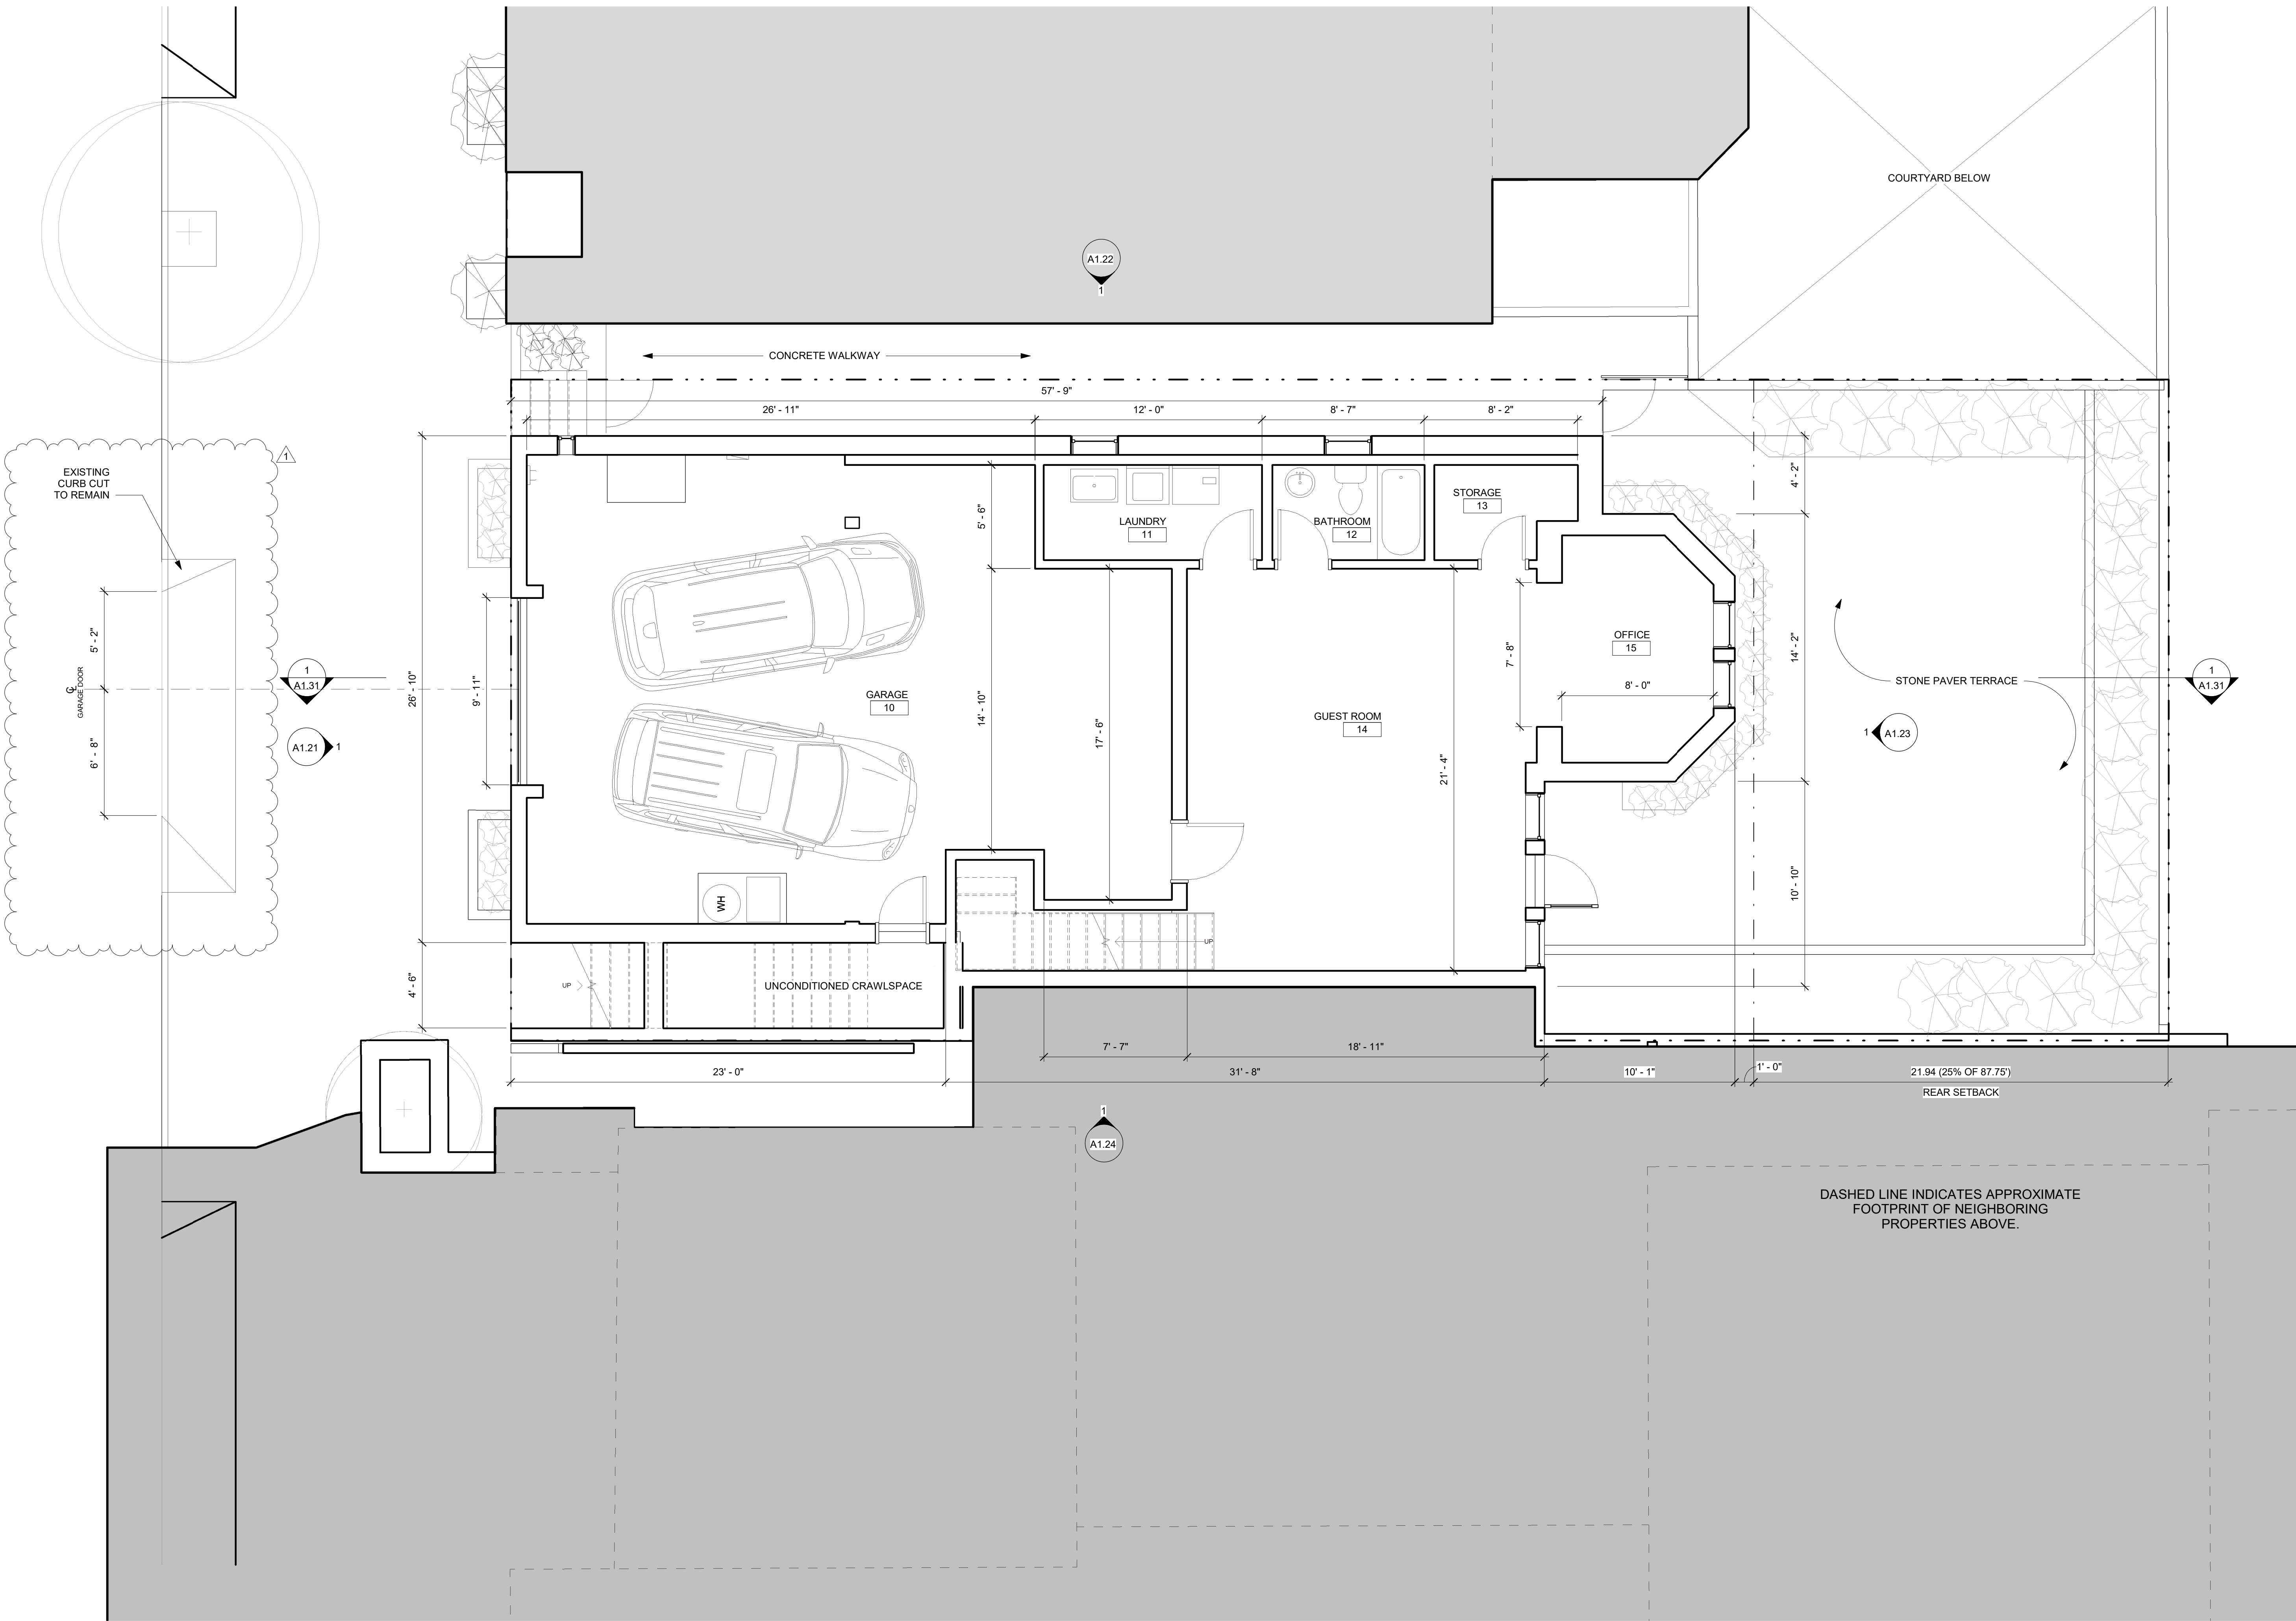 COURTYARD BELOW
A1.22
1
CONCRETE WALKWAY
57' - 9"
26' - 11"
12' - 0"
8' - 7"
8' - 2"
1
EXISTING
CURB CUT
TO REMAIN
4' - 2"
STORAGE
13
LAUNDRY
11
BATHROOM
12
5' - 6"
5' - 2"
GARAGE DOOR
6' - 8"
1
A1.31
A1.21
1
26' - 10"
9' - 11"
GARAGE
10
14' - 10"
17' - 6"
GUEST ROOM
14
21' - 4"
7' - 8"
OFFICE
15
8' - 0"
14' - 2"
STONE PAVER TERRACE
1
A1.23
1
A1.31
10' - 10"
WH
UP
UP
UNCONDITIONED CRAWLSPACE
4' - 6"
7' - 7"
18' - 11"
23' - 0"
31' - 8"
10' - 1"
1' - 0"
21.94 (25% OF 87.75')
REAR SETBACK
1
A1.24
DASHED LINE INDICATES APPROXIMATE
FOOTPRINT OF NEIGHBORING
PROPERTIES ABOVE.